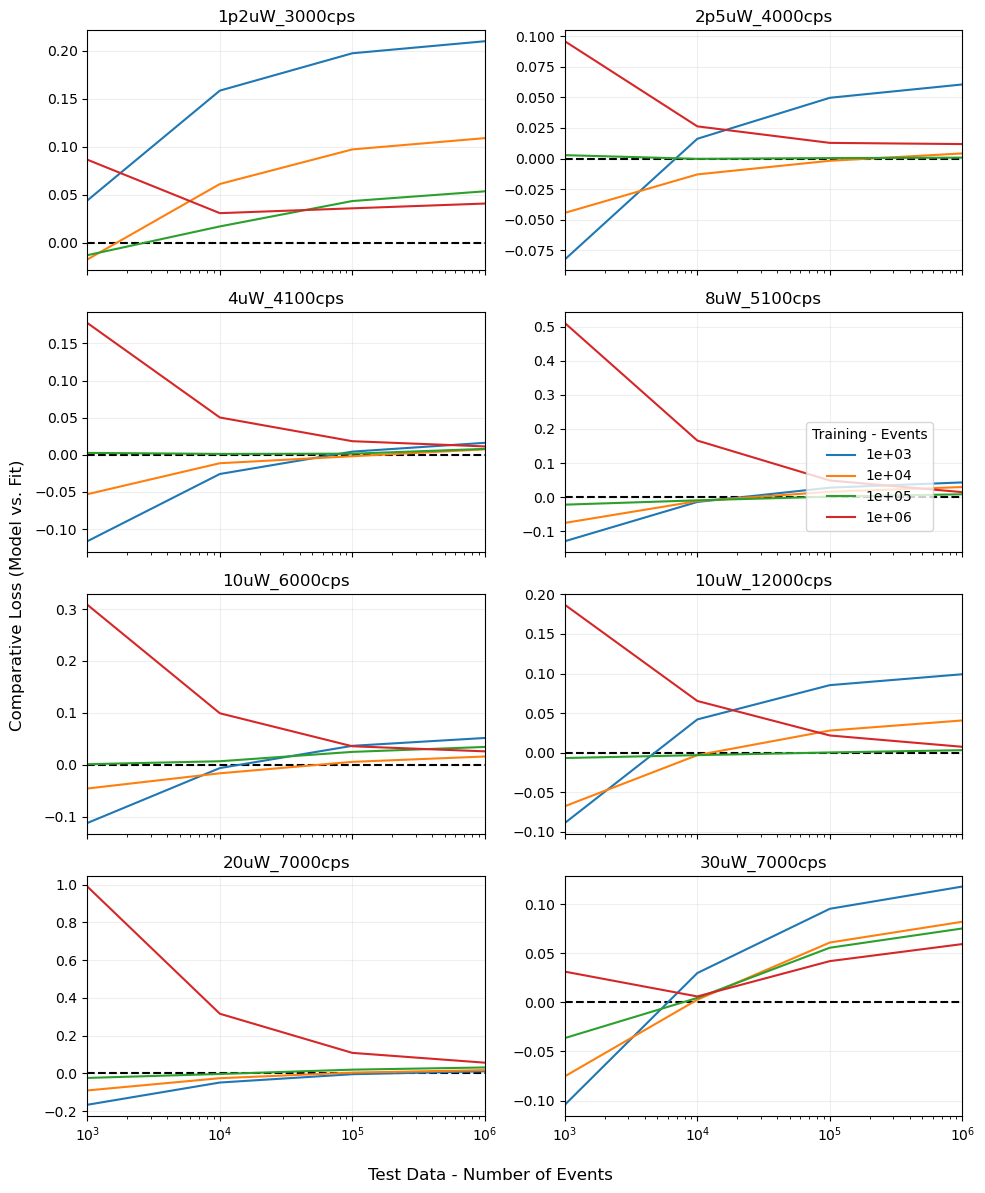 1p2uW_3000cps
0.20
0.15
0.10
0.05
0.00
2p5uW_4000cps
0.100
0.075
0.050
0.025
0.000
−0.025
−0.050
−0.075
4uW_4100cps
0.15
0.10
0.05
0.00
−0.05
−0.10
8uW_5100cps
0.5
0.4
0.3
0.2
0.1
0.0
−0.1
Training - Events
1e+03
1e+04
1e+05
1e+06
Comparative Loss (Model vs. Fit)
10uW_6000cps
0.3
0.2
0.1
0.0
−0.1
10uW_12000cps
0.20
0.15
0.10
0.05
0.00
−0.05
−0.10
20uW_7000cps
1.0
0.8
0.6
0.4
0.2
0.0
−0.2
10³ 10⁴ 10⁵ 10⁶
30uW_7000cps
0.10
0.05
0.00
−0.05
−0.10
10³ 10⁴ 10⁵ 10⁶
Test Data - Number of Events